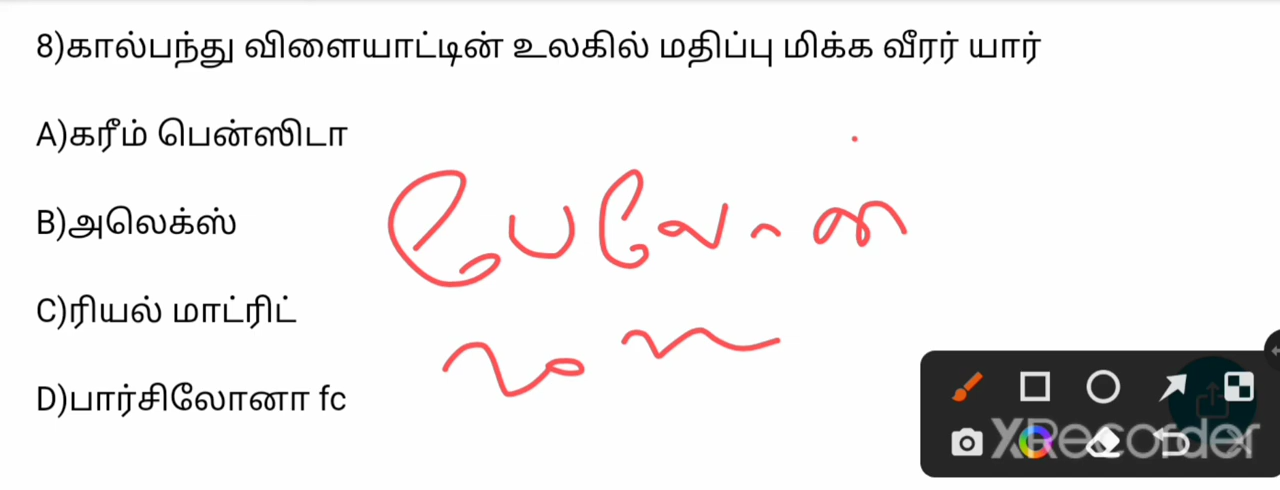 8)கால்பந்து விளையாட்டின் உலகில் மதிப்பு மிக்க வீரர் யார்
A)கரீம் பென்ஸிடா
B)அலெக்ஸ்
C)ரியல் மாட்ரிட்
D)பார்சிலோனா fc
XRecorder